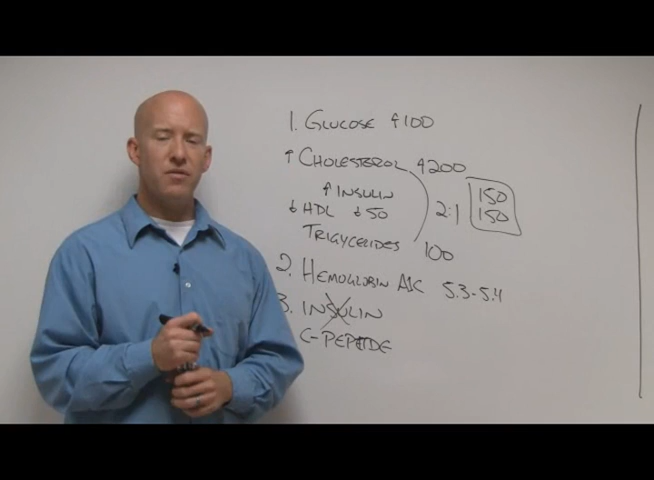 1. GLUCOSE ↑100
↑ CHOLESTEROL ↑200
↑ INSULIN
↓ HDL ↓50
2:1
150
150
TRIGYCERIDES 100
2. HEMOGLOBIN A1C 5.3-5.4
3. INSULIN
C-PEPTIDE